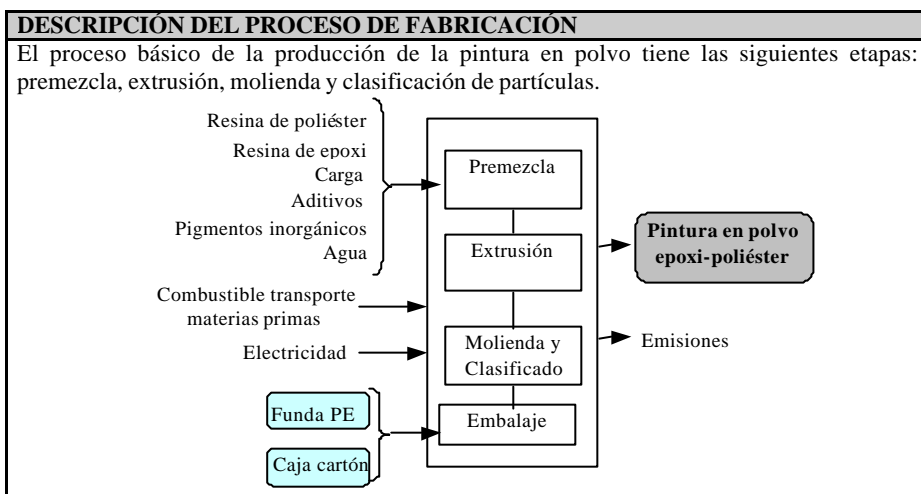 DESCRIPCIÓN DEL PROCESO DE FABRICACIÓN
El proceso básico de la producción de la pintura en polvo tiene las siguientes etapas:
premezcla, extrusión, molienda y clasificación de partículas.
Resina de poliéster
Resina de epoxi
Carga
Aditivos
Pigmentos inorgánicos
Agua
Premezcla
Extrusión
Pintura en polvo
epoxi-poliéster
Combustible transporte
materias primas
Electricidad
Molienda y
Clasificado
Emisiones
Funda PE
Caja cartón
Embalaje